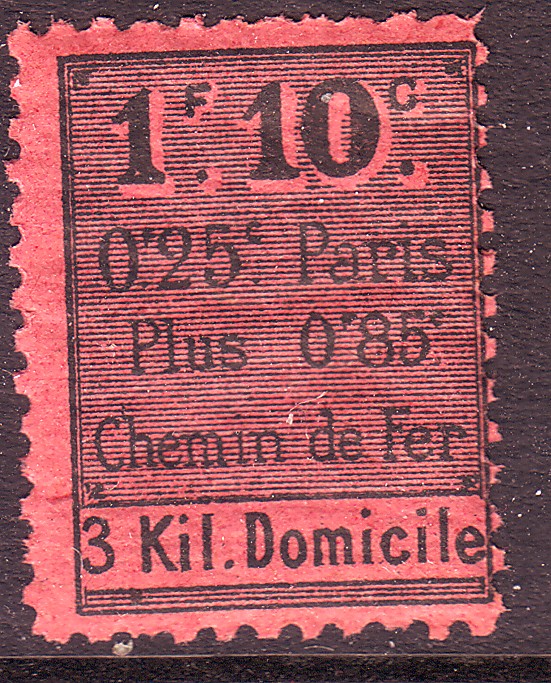 1F.10C.
0F25c. Paris
Plus 0F85c
Chemin de Fer
3 Kil. Domicile